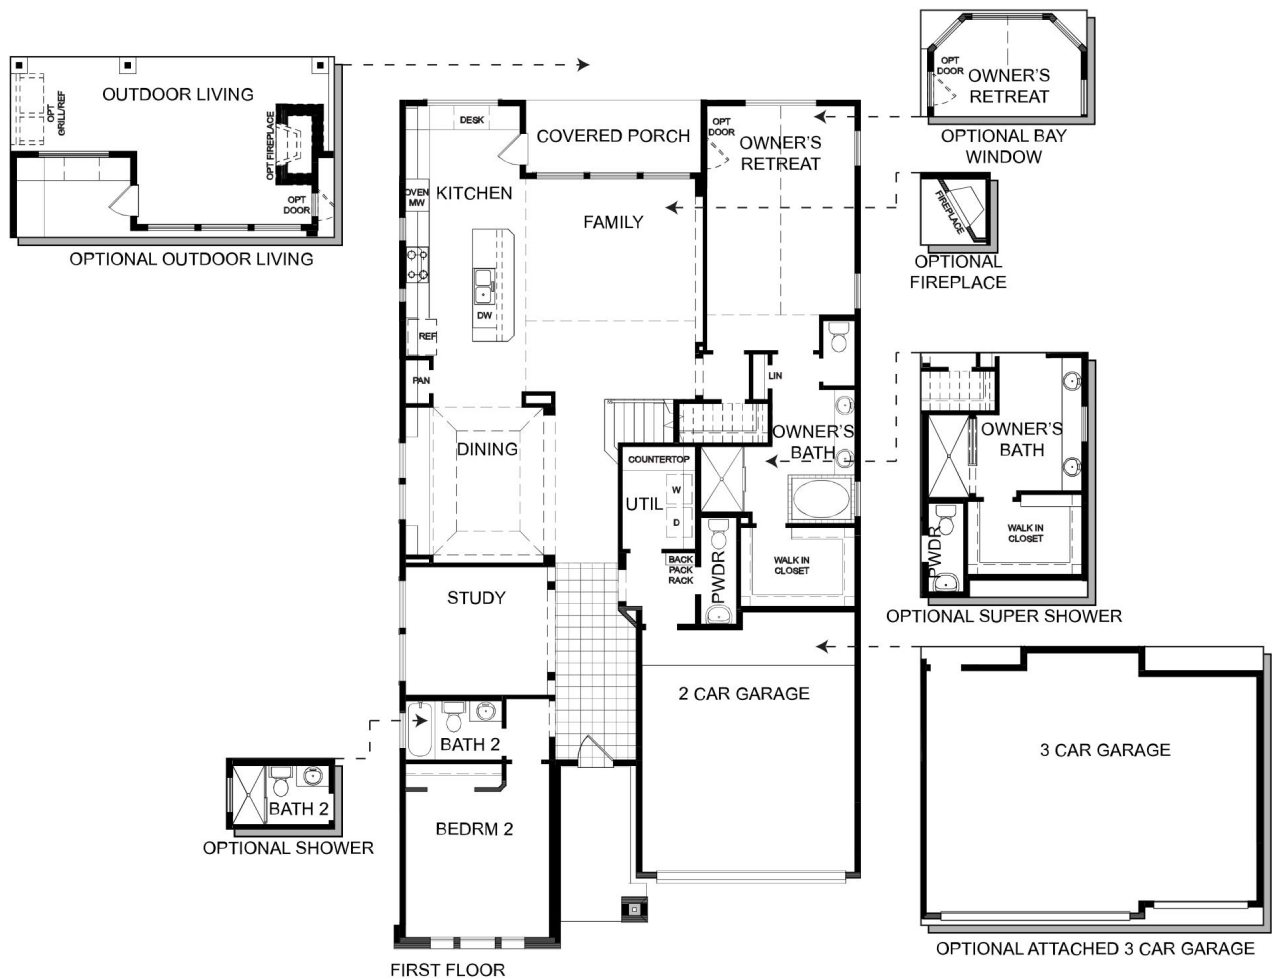 OUTDOOR LIVING
OPT
GRILL/REF
OPT FIREPLACE
OPT
DOOR
OPTIONAL OUTDOOR LIVING
DESK
COVERED PORCH
OPT
DOOR
OWNER'S
RETREAT
OVEN
MW
KITCHEN
FAMILY
DW
REF
PAN
LIN
DINING
OWNER'S
BATH
COUNTERTOP
W
UTIL
D
BACK
PACK
RACK
PWDR
WALK IN
CLOSET
STUDY
2 CAR GARAGE
BATH 2
BEDRM 2
FIRST FLOOR
BATH 2
OPTIONAL SHOWER
OPT
DOOR
OWNER'S
RETREAT
OPTIONAL BAY
WINDOW
FIREPLACE
OPTIONAL
FIREPLACE
OWNER'S
BATH
WALK IN
CLOSET
PWDR
OPTIONAL SUPER SHOWER
3 CAR GARAGE
OPTIONAL ATTACHED 3 CAR GARAGE